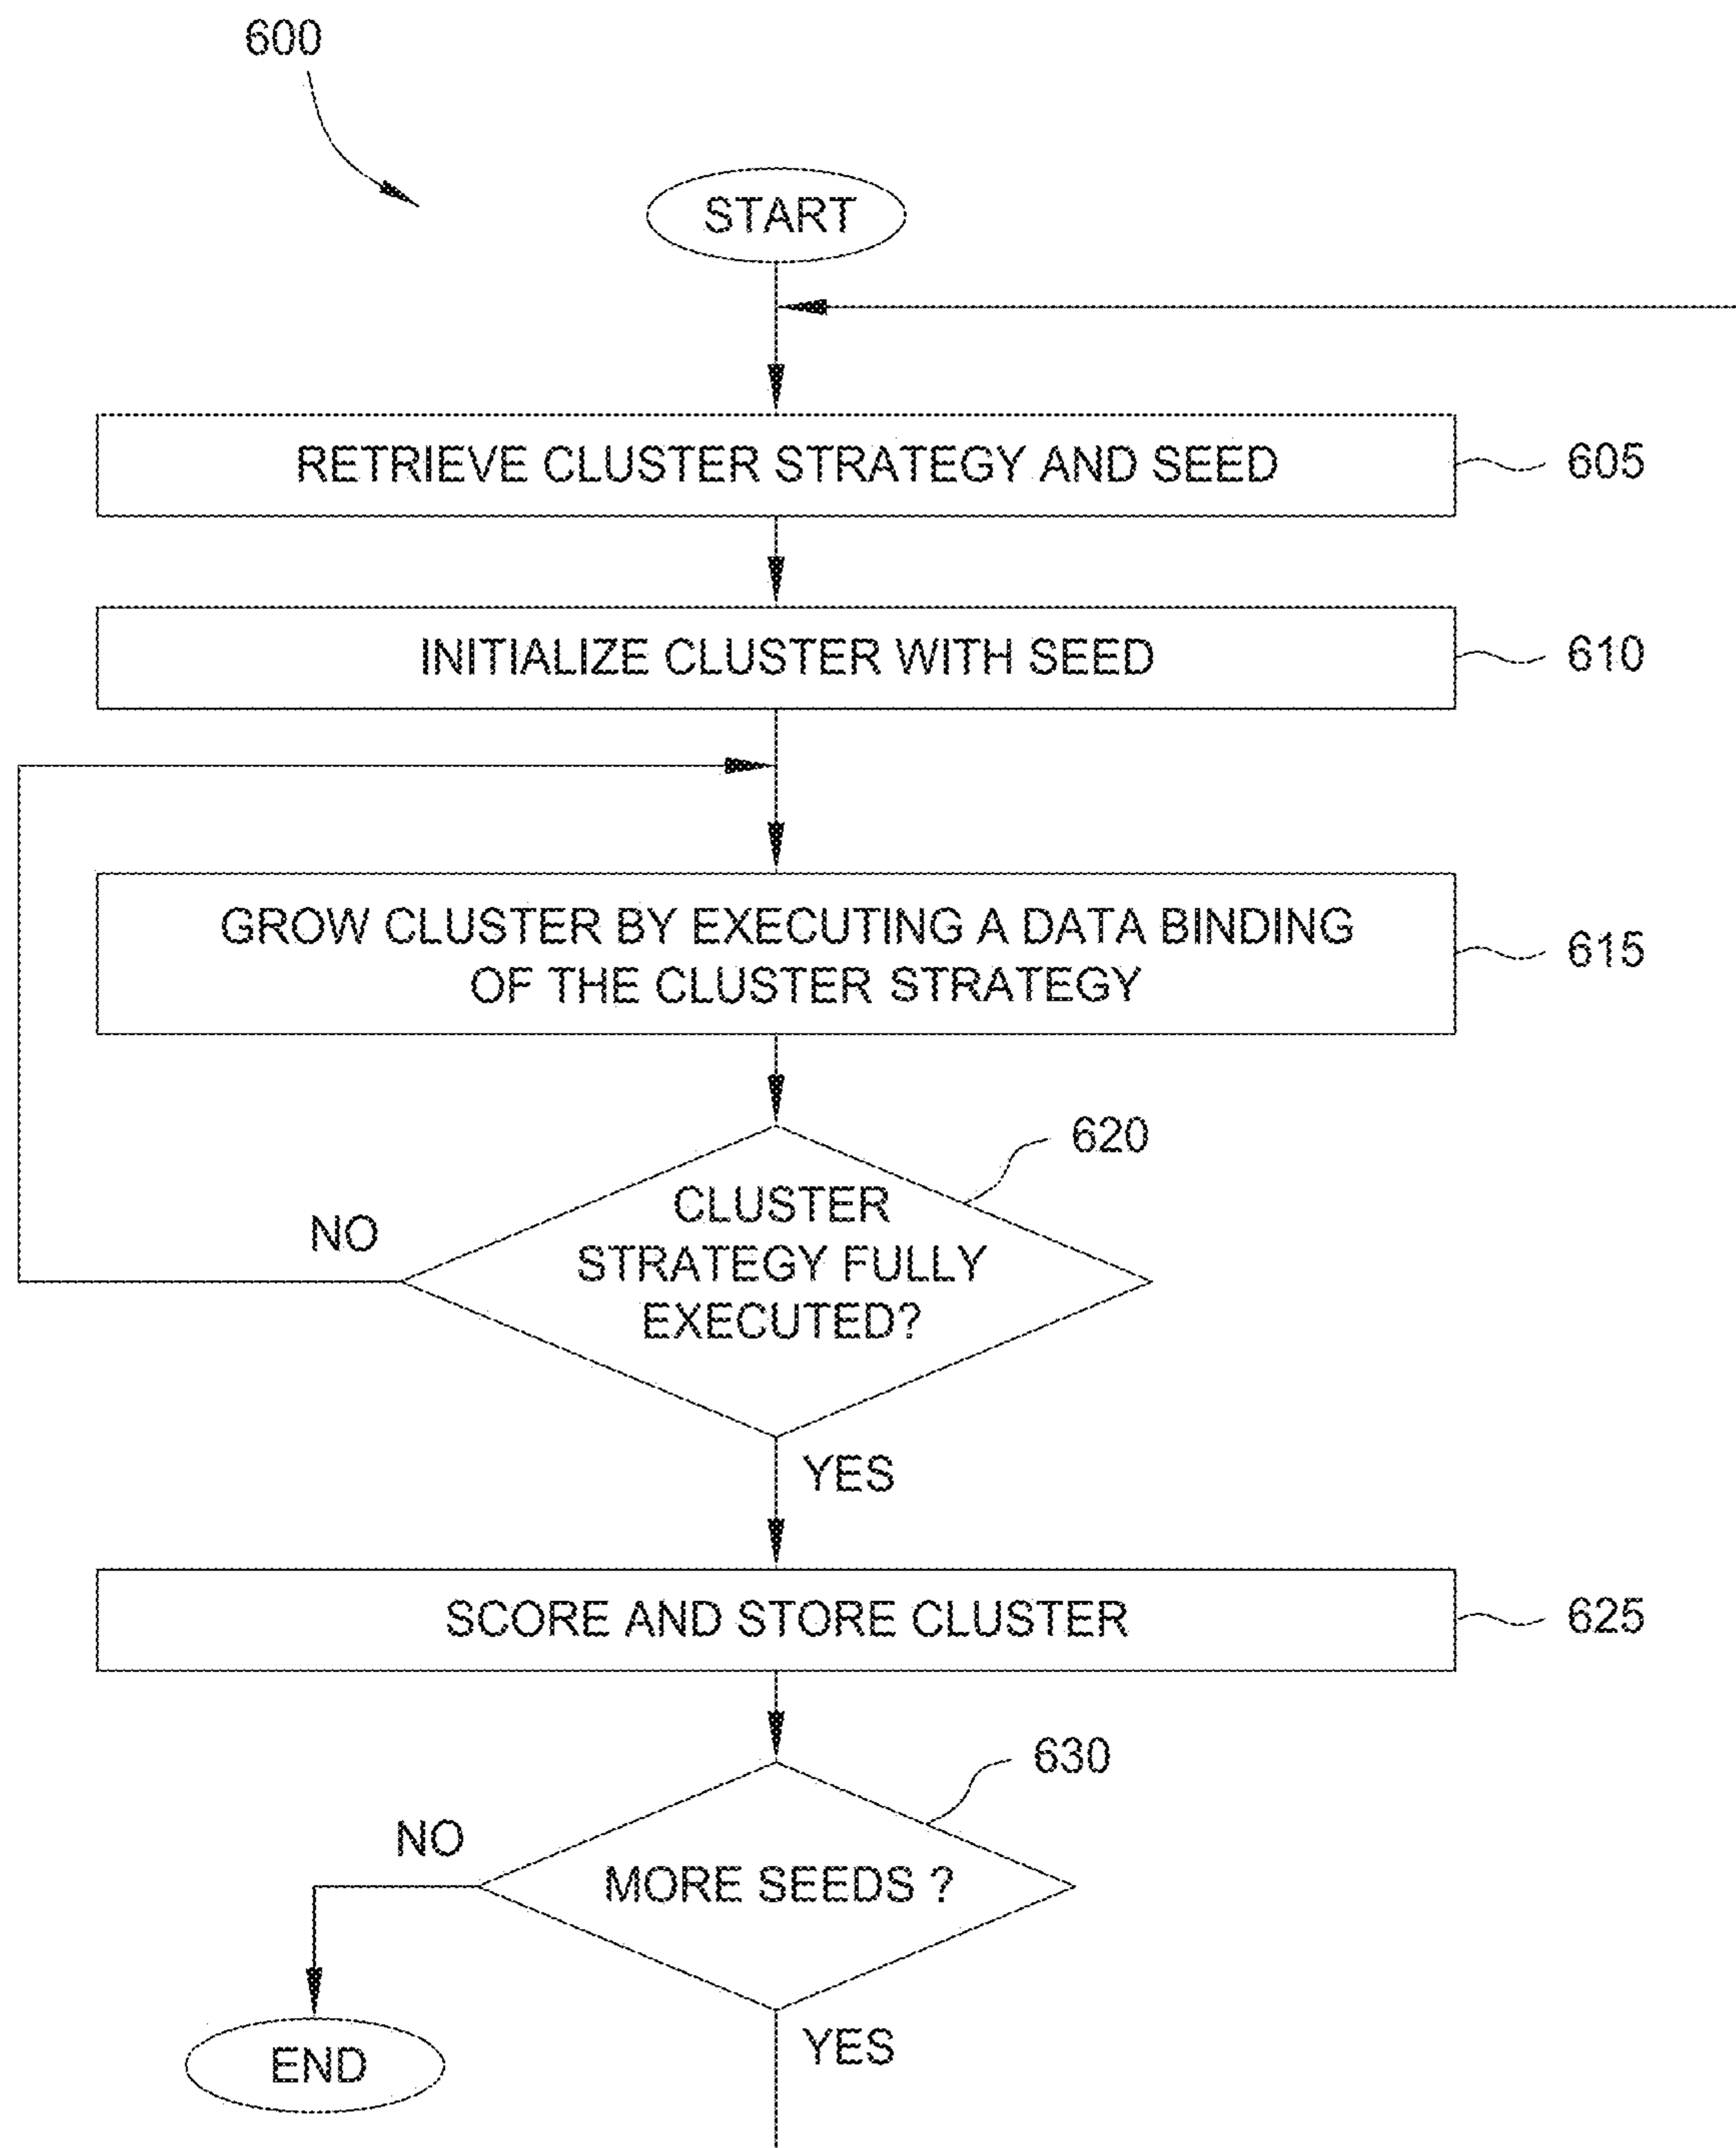 600
START
RETRIEVE CLUSTER STRATEGY AND SEED
605
INITIALIZE CLUSTER WITH SEED
610
GROW CLUSTER BY EXECUTING A DATA BINDING
OF THE CLUSTER STRATEGY
615
620
CLUSTER
STRATEGY FULLY
EXECUTED?
NO
YES
SCORE AND STORE CLUSTER
625
630
NO
MORE SEEDS ?
YES
END